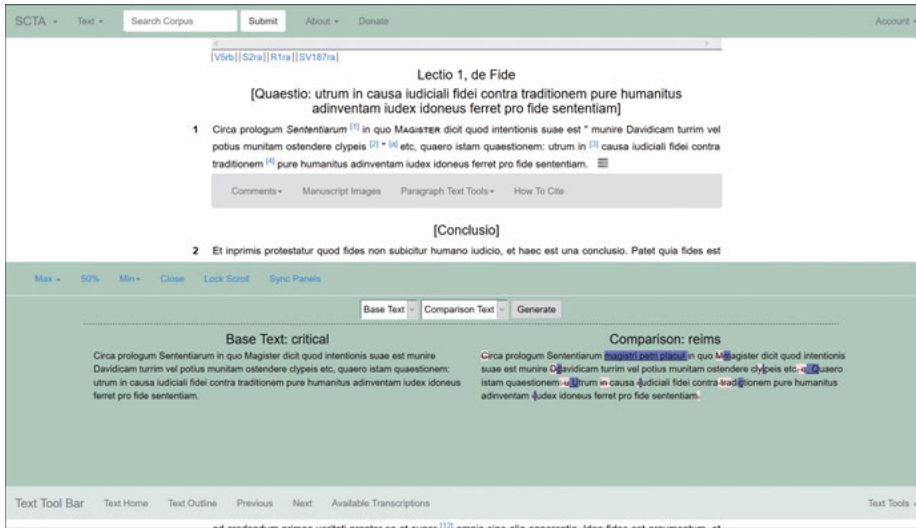 SCTA Text Search Corpus Submit About Donate Account
|V5rb||S2ra||R1ra||SV187ra|
Lectio 1, de Fide
[Quaestio: utrum in causa iudiciali fidei contra traditionem pure humanitus
adinventam iudex idoneus ferret pro fide sententiam]
1 Circa prologum Sententiarum [1] in quo MAGISTER dicit quod intentionis suae est " munire Davidicam turrim vel
potius munitam ostendere clypeis [2] " [a] etc, quaero istam quaestionem: utrum in [3] causa iudiciali fidei contra
traditionem [4] pure humanitus adinventam iudex idoneus ferret pro fide sententiam.
Comments Manuscript Images Paragraph Text Tools How To Cite
[Conclusio]
2 Et inprimis protestatur quod fides non subicitur humano iudicio, et haec est una conclusio. Patet quia fides est
Max 50% Min Close Lock Scroll Sync Panels
Base Text Comparison Text Generate
Base Text: critical
Circa prologum Sententiarum in quo Magister dicit quod intentionis suae est munire
Davidicam turrim vel potius munitam ostendere clypeis etc, quaero istam quaestionem:
utrum in causa iudiciali fidei contra traditionem pure humanitus adinventam iudex idoneus
ferret pro fide sententiam.
Comparison: reims
Circa prologum Sententiarum magistri petri plaoul in quo Mmagister dicit quod intentionis
suae est munire Ddavidicam turrim vel potius munitam ostendere clypeis etc, q. Quaero
istam quaestionem: u Utrum in causa iudiciali fidei contra traditionem pure humanitus
adinventam iudex idoneus ferret pro fide sententiam.
Text Tool Bar Text Home Text Outline Previous Next Available Transcriptions Text Tools